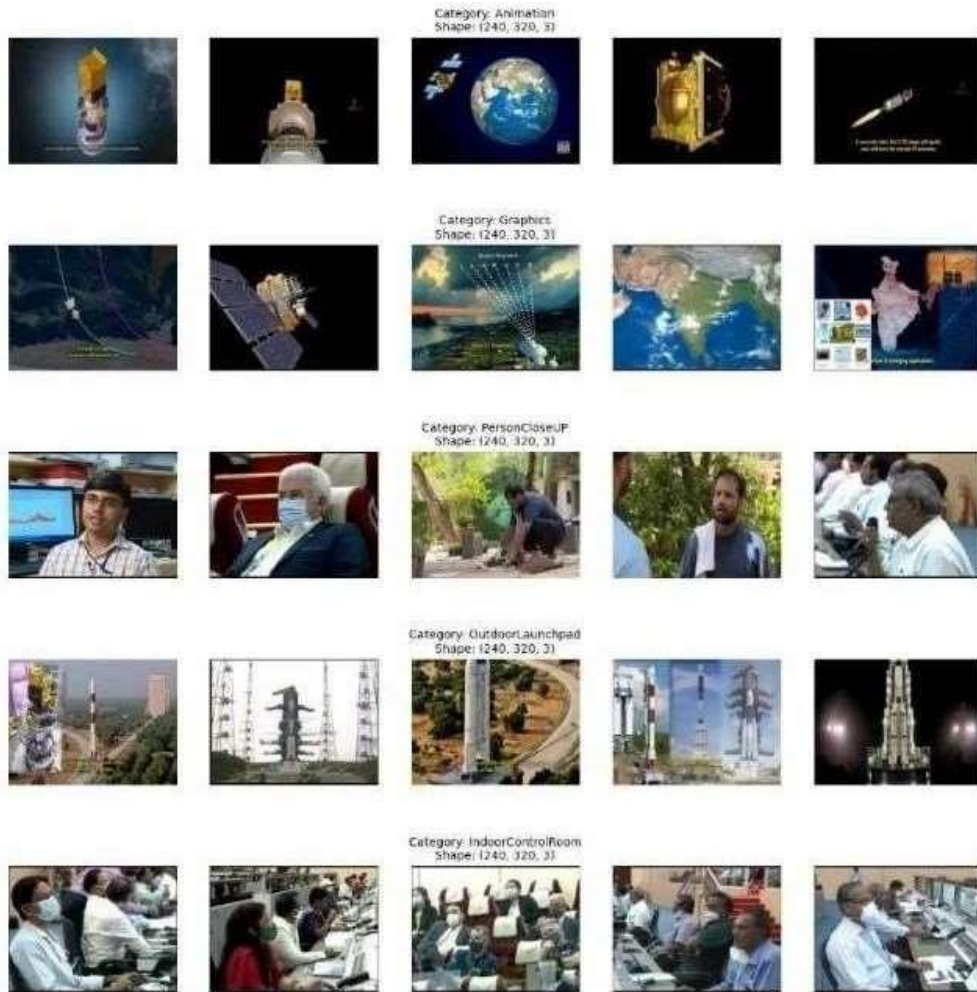 Category: Animation
Shape: (240, 320, 3)
Category: Graphics
Shape: (240, 320, 3)
Category: PersonCloseUP
Shape: (240, 320, 3)
Category: OutdoorLaunchpad
Shape: (240, 320, 3)
Category: IndoorControlRoom
Shape: (240, 320, 3)